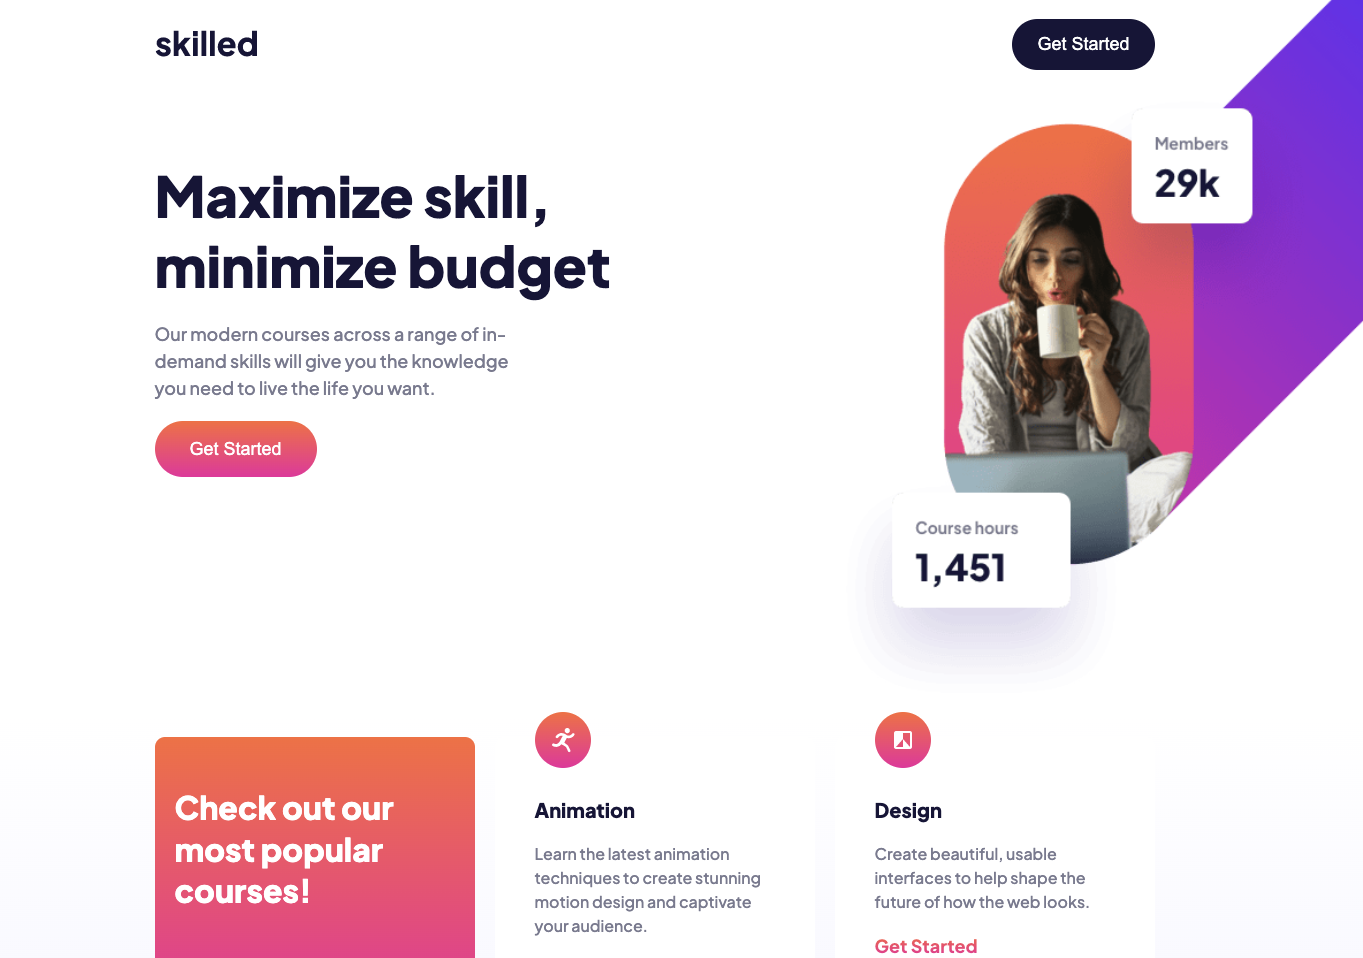 skilled
Get Started
Members
29k
Maximize skill,
minimize budget
Our modern courses across a range of in-
demand skills will give you the knowledge
you need to live the life you want.
Get Started
Course hours
1,451
Check out our
most popular
courses!
Animation
Learn the latest animation
techniques to create stunning
motion design and captivate
your audience.
Design
Create beautiful, usable
interfaces to help shape the
future of how the web looks.
Get Started